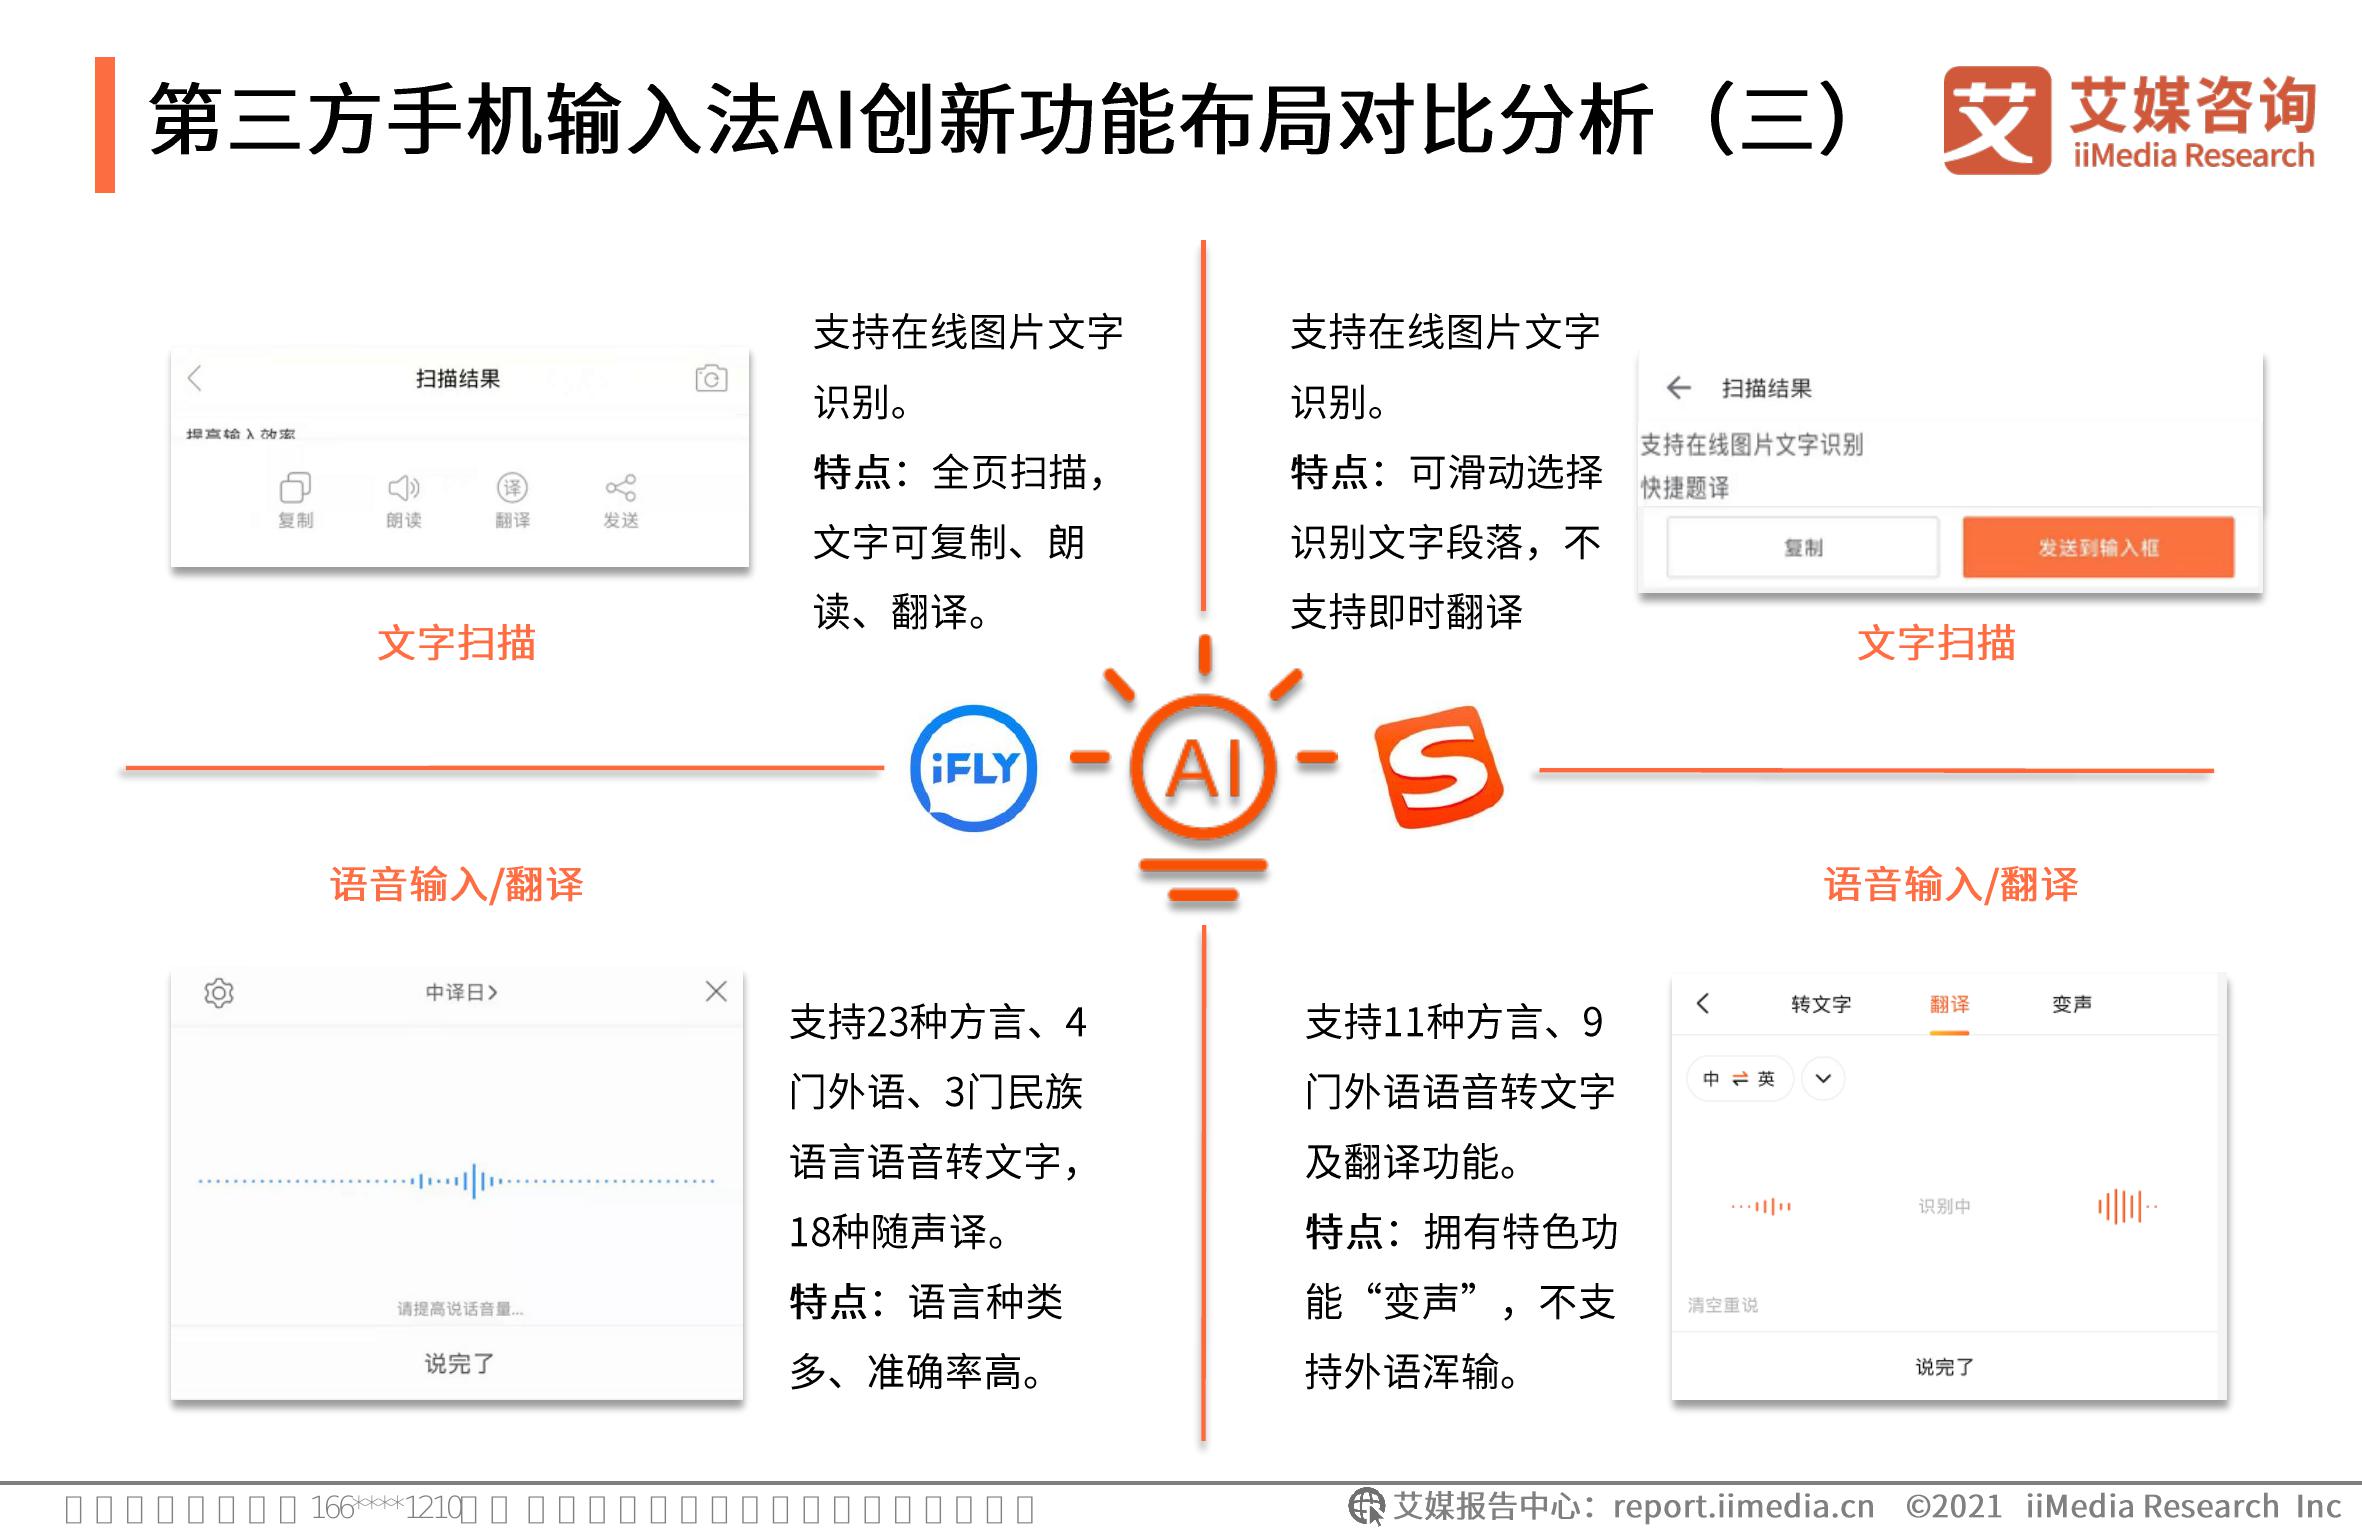 第三方手机输入法AI创新功能布局对比分析（三）
艾
艾媒咨询
iiMedia Research
扫描结果
提高输入效率
复制
朗读
译
翻译
发送
文字扫描
支持在线图片文字
识别。
特点：全页扫描，
文字可复制、朗
读、翻译。
支持在线图片文字
识别。
特点：可滑动选择
识别文字段落，不
支持即时翻译
扫描结果
支持在线图片文字识别
快捷题译
复制
发送到输入框
文字扫描
iFLY
AI
S
语音输入/翻译
中译日
请提高说话音量...
说完了
支持23种方言、4
门外语、3门民族
语言语音转文字，
18种随声译。
特点：语言种类
多、准确率高。
支持11种方言、9
门外语语音转文字
及翻译功能。
特点：拥有特色功
能“变声”，不支
持外语浑输。
语音输入/翻译
转文字
翻译
变声
中 ⇌ 英
识别中
清空重说
说完了
166****1210
艾媒报告中心：report.iimedia.cn ©2021 iiMedia Research Inc